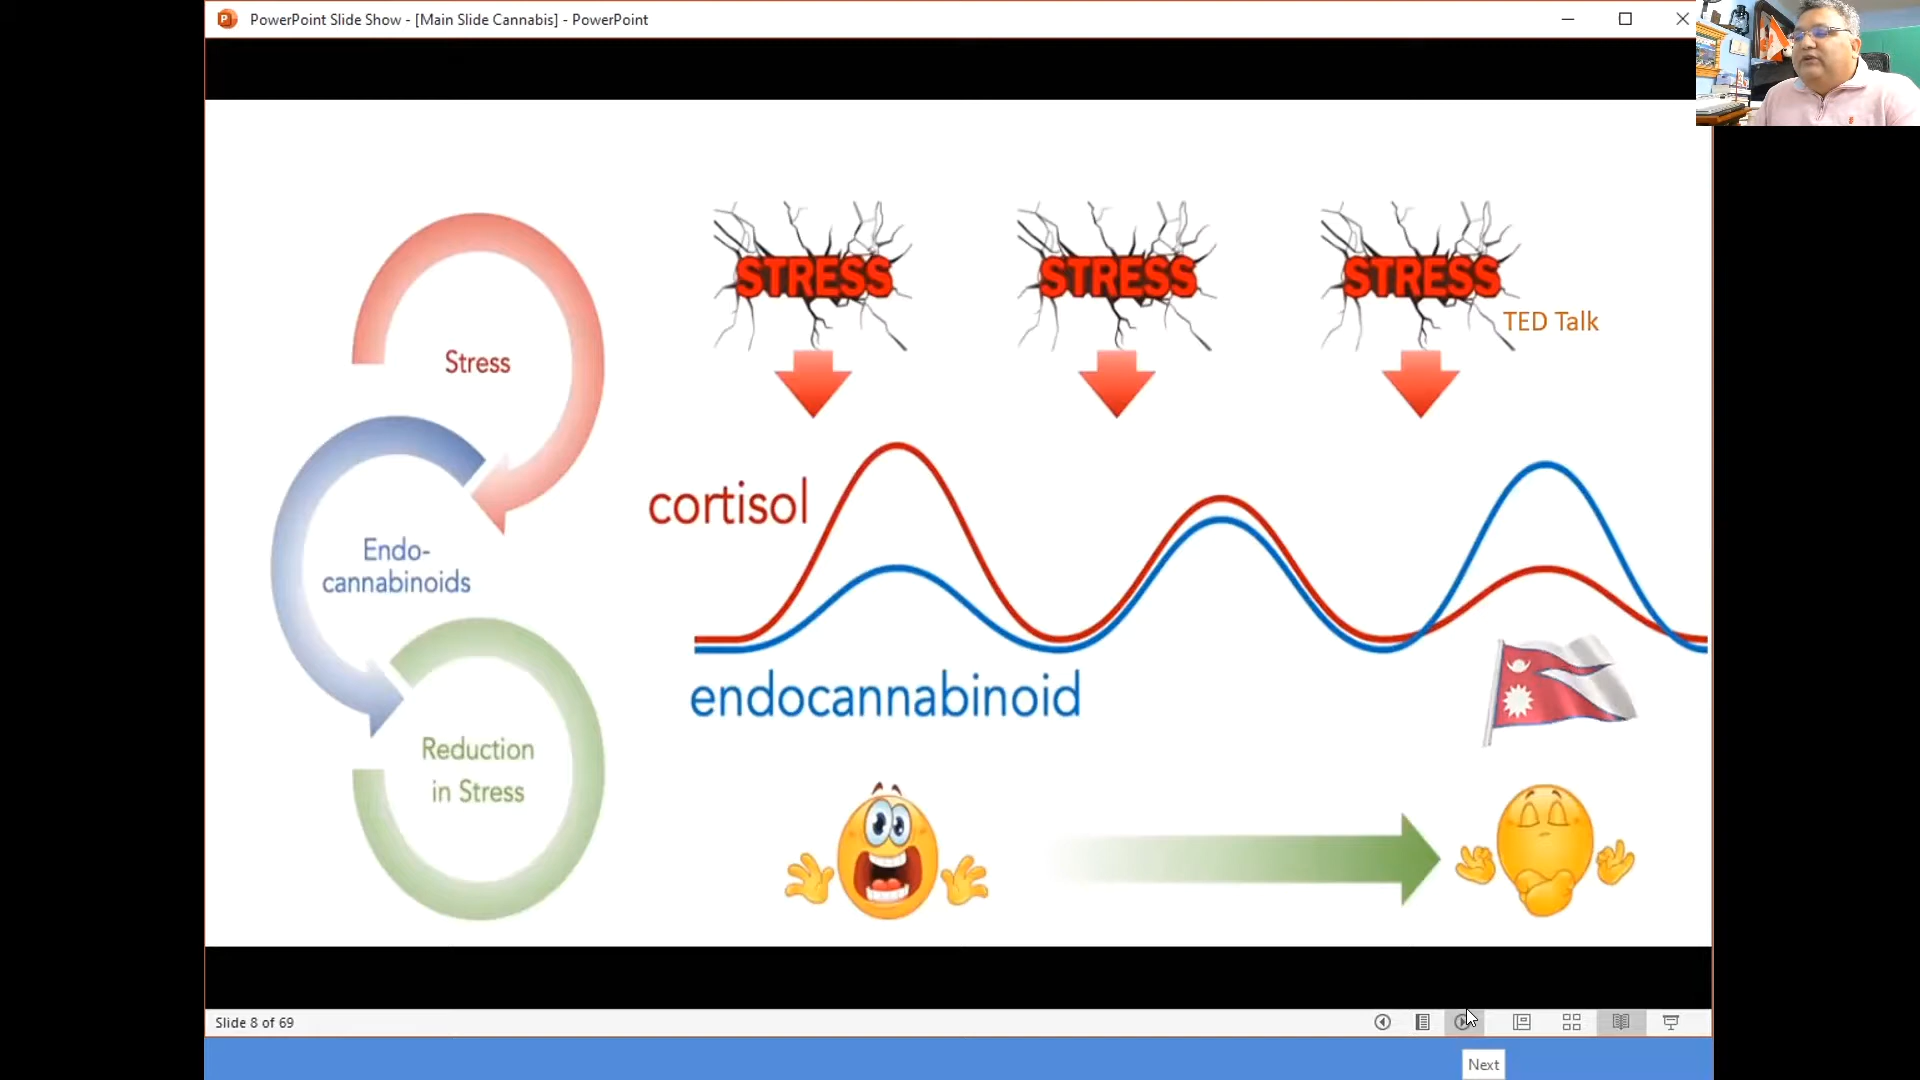 PowerPoint Slide Show - [Main Slide Cannabis] - PowerPoint
STRESS
STRESS
STRESS
TED Talk
Stress
cortisol
Endo-
cannabinoids
endocannabinoid
Reduction
in Stress
Slide 8 of 69
Next